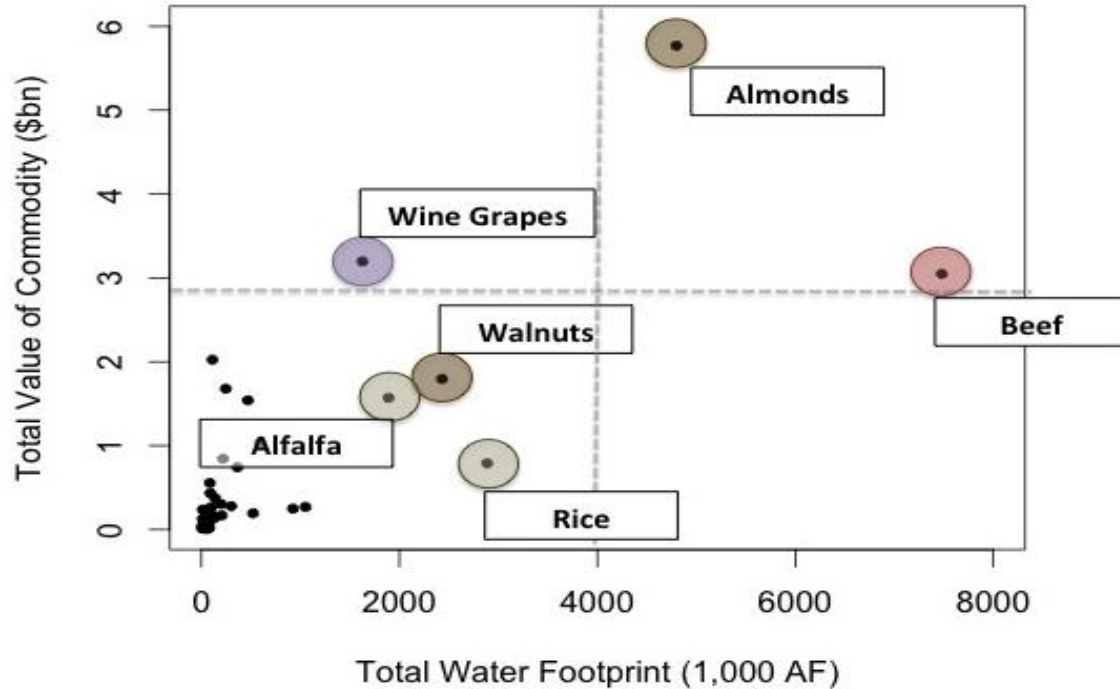 Total Value of Commodity ($bn)
6
5
4
3
2
1
0
Almonds
Wine Grapes
Walnuts
Beef
Alfalfa
Rice
0 2000 4000 6000 8000
Total Water Footprint (1,000 AF)